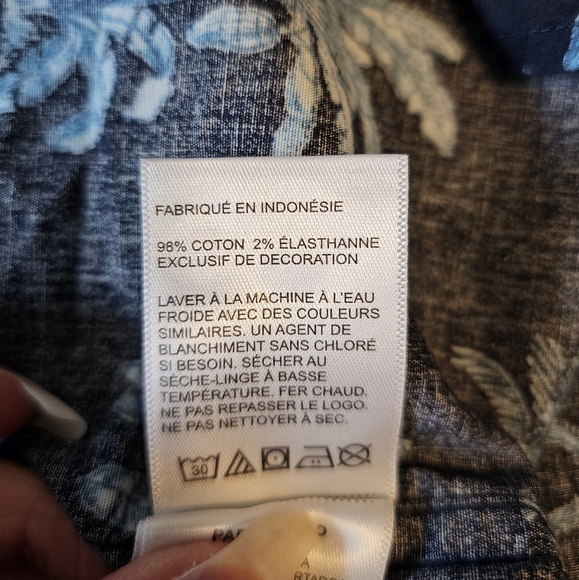 FABRIQUÉ EN INDONÉSIE
98% COTON 2% ÉLASTHANNE
EXCLUSIF DE DECORATION
LAVER À LA MACHINE À L'EAU
FROIDE AVEC DES COULEURS
SIMILAIRES. UN AGENT DE
BLANCHIMENT SANS CHLORÉ
SI BESOIN. SÉCHER AU
SÈCHE-LINGE À BASSE
TEMPÉRATURE. FER CHAUD.
NE PAS REPASSER LE LOGO.
NE PAS NETTOYER À SEC.
30